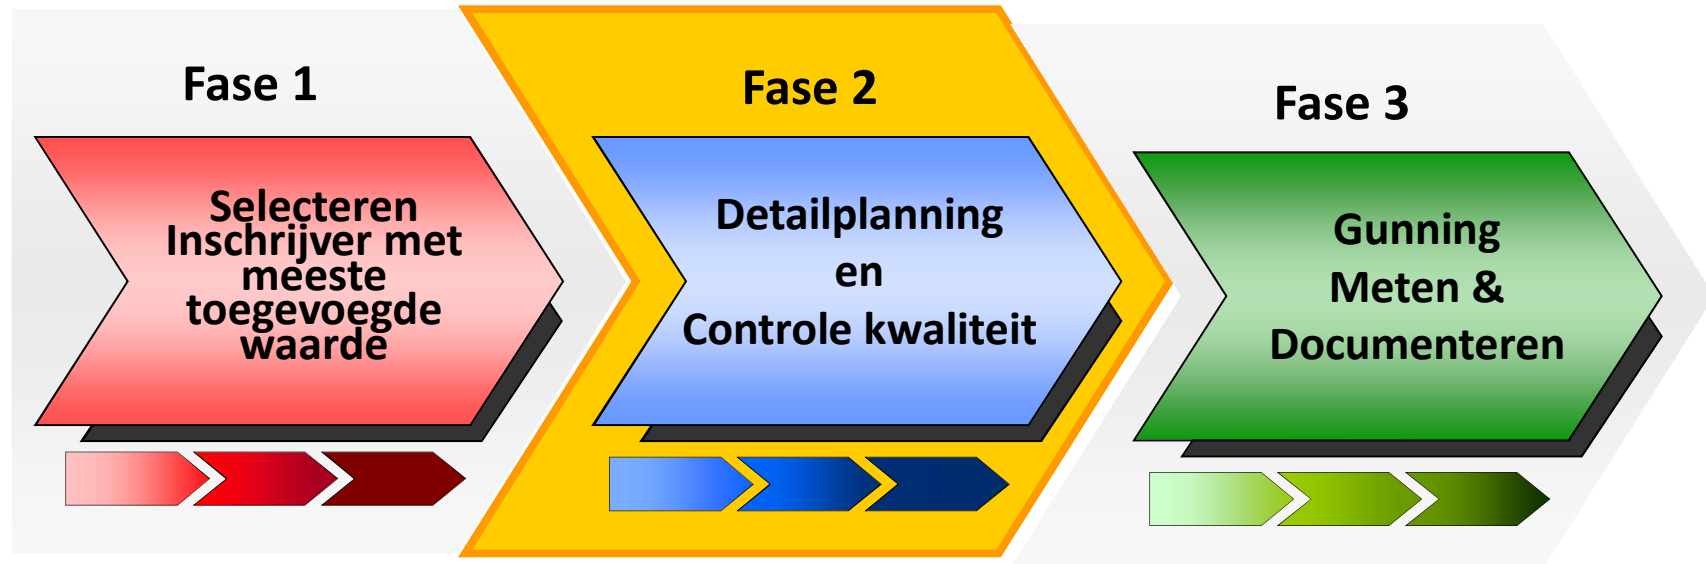 Fase 1
Selecteren
Inschrijver met
meeste
toegevoegde
waarde
Fase 2
Detailplanning
en
Controle kwaliteit
Fase 3
Gunning
Meten &
Documenteren